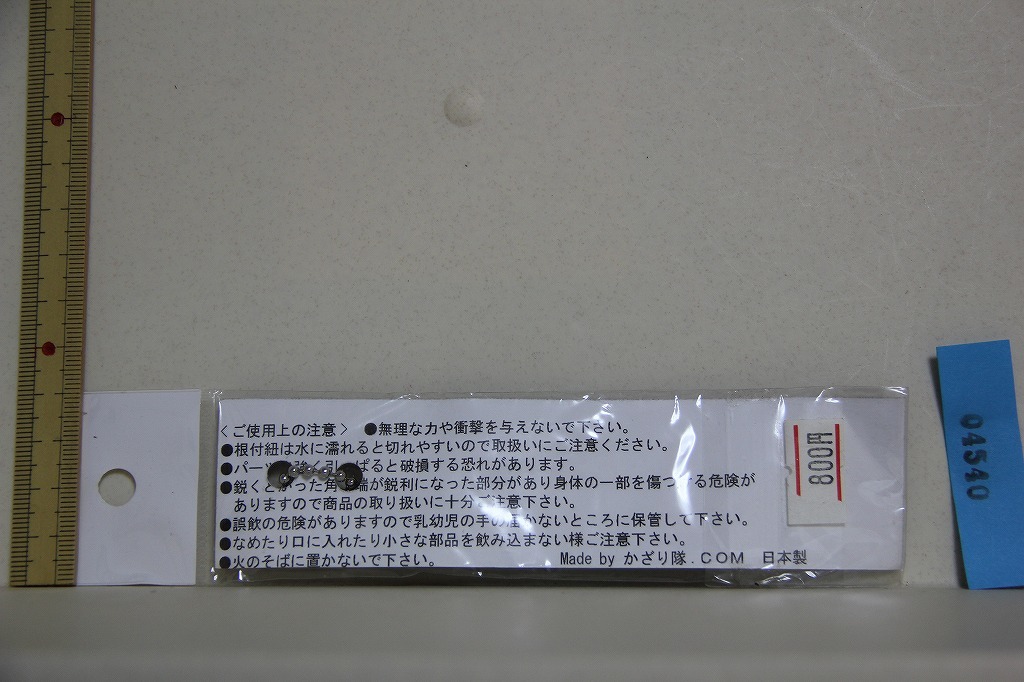 ＜ご使用上の注意＞ ●無理な力や衝撃を与えないで下さい。
●根付紐は水に濡れると切れやすいので取扱いにご注意ください。
●パーツ ぱると破損する恐れがあります。
●鋭くとがった角 端が鋭利になった部分があり身体の一部を傷つける危険が
ありますので商品の取り扱いに十分ご注意下さい。
●誤飲の危険がありますので乳幼児の手の届かないところに保管して下さい。
●なめたり口に入れたり小さな部品を飲み込まない様ご注意下さい。
●火のそばに置かないで下さい。 Made by かざり隊.COM 日本製
800円
04540